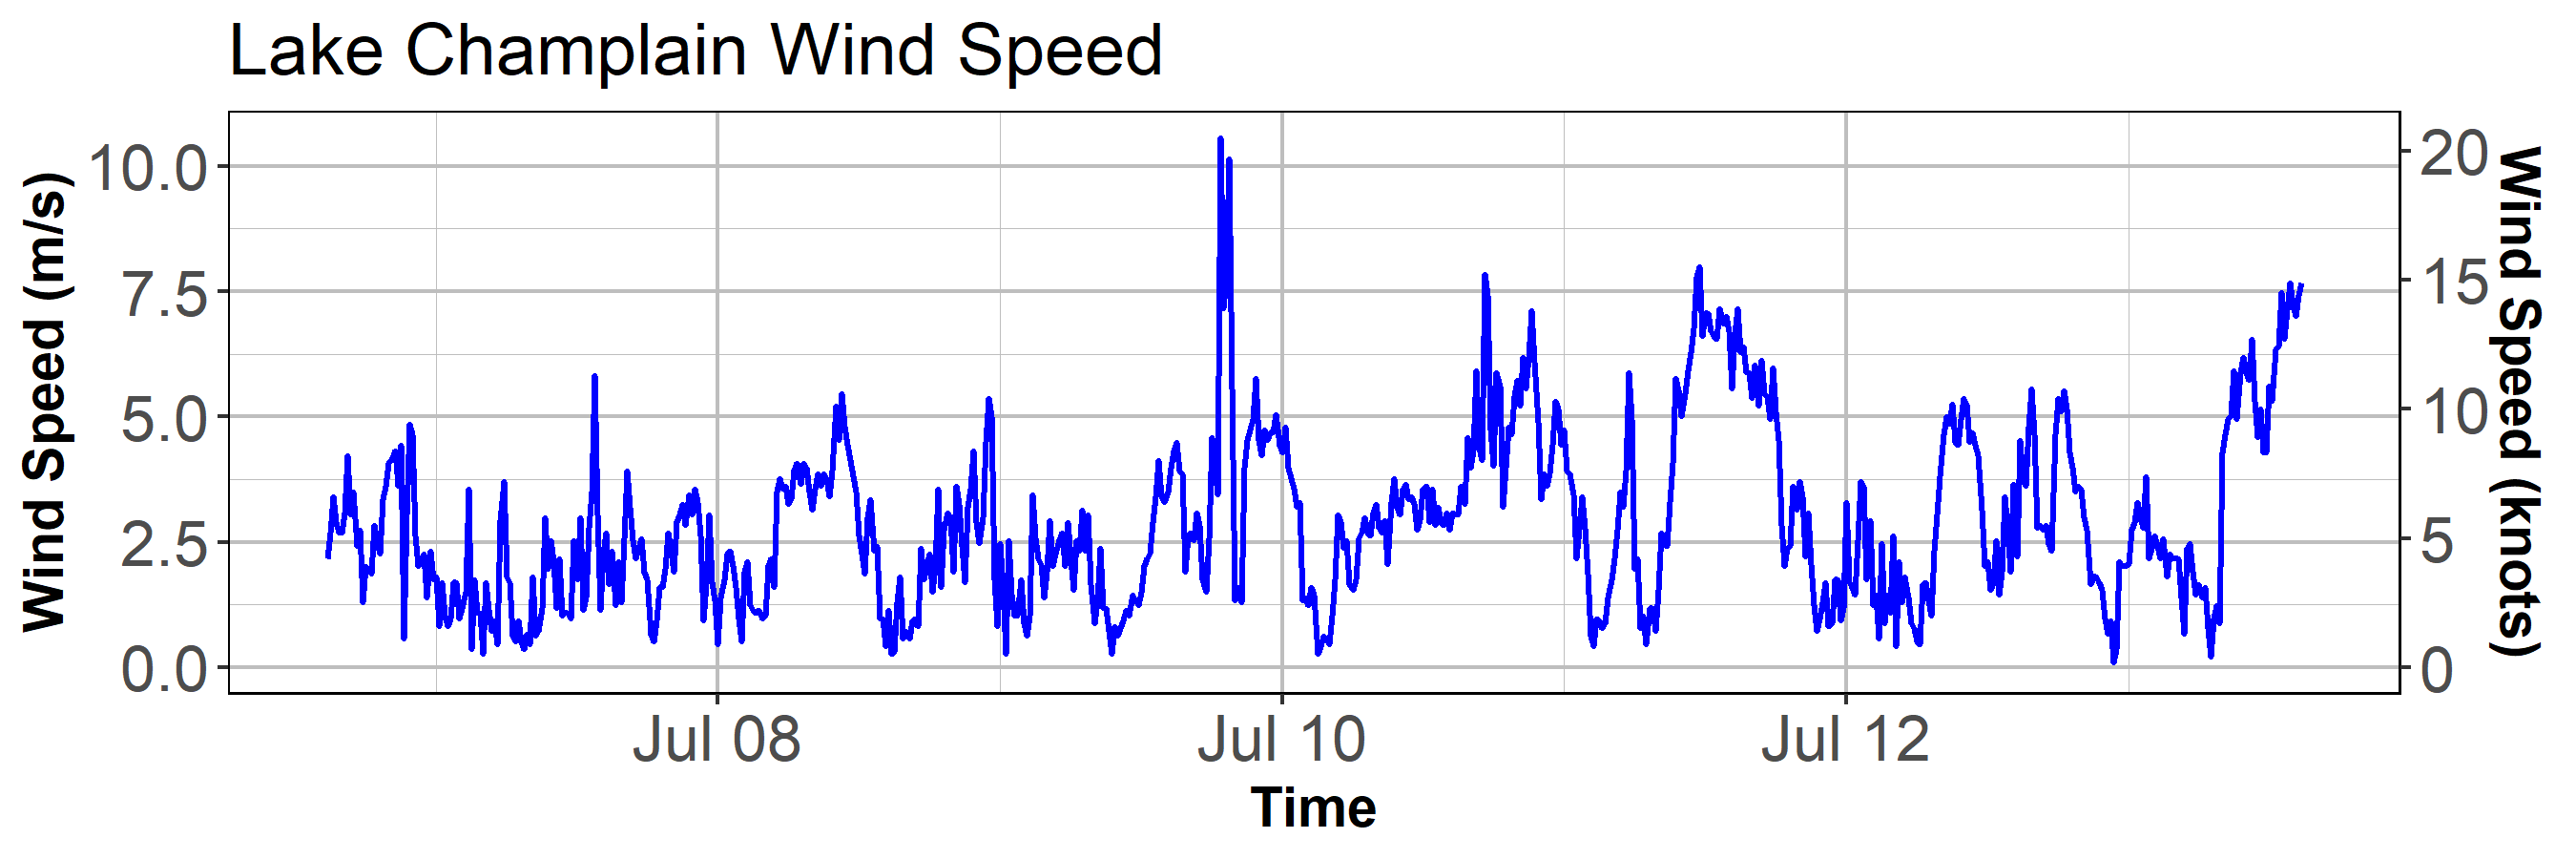 Lake Champlain Wind Speed
Wind Speed (m/s)
10.0
7.5
5.0
2.5
0.0
20
15
10
5
0
Wind Speed (knots)
Jul 08
Jul 10
Jul 12
Time